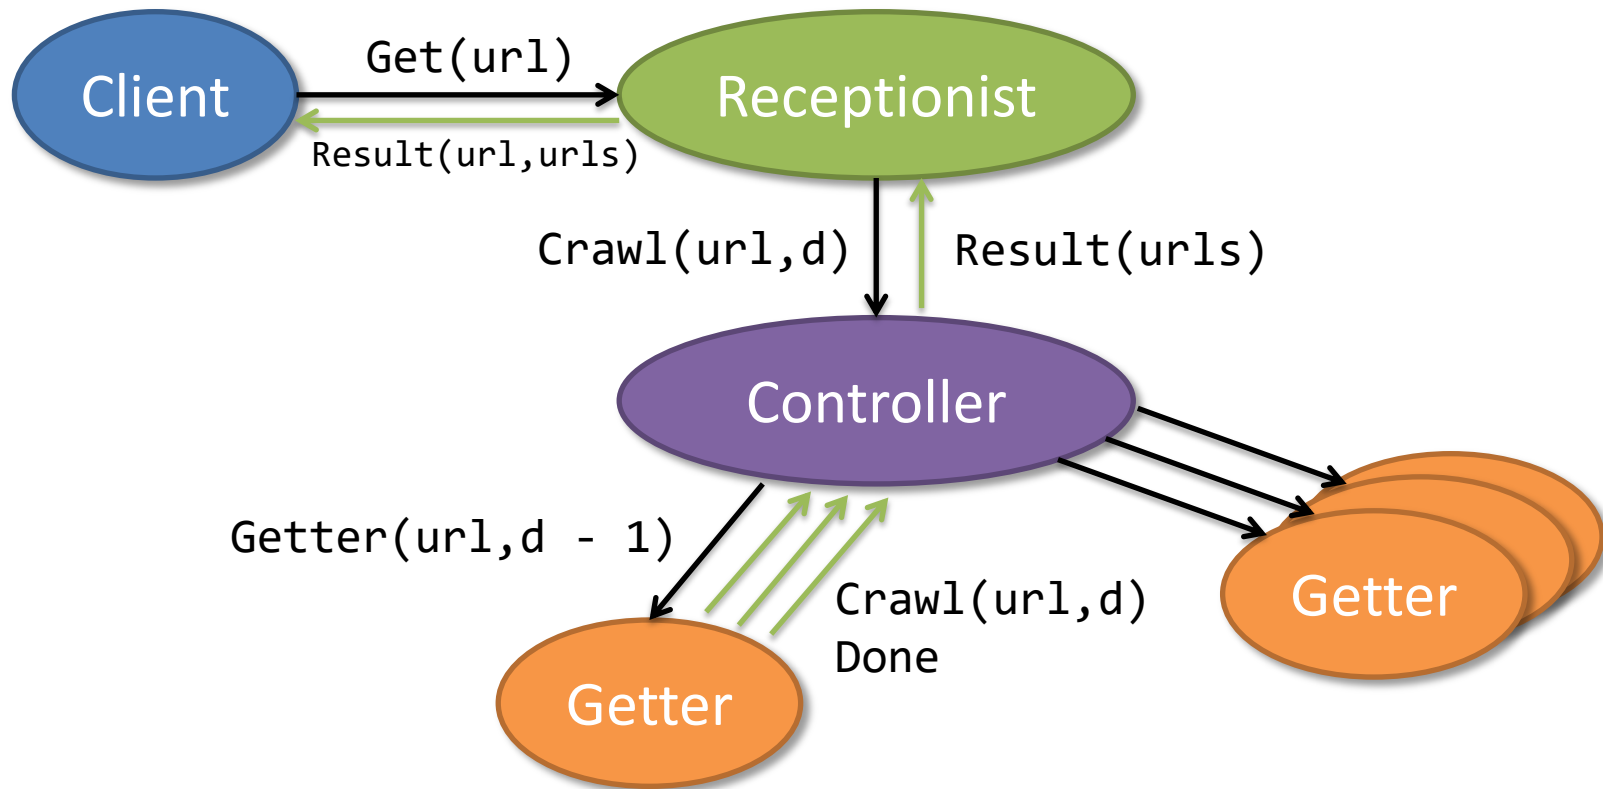 Client
Get(url)
Receptionist
Result(url,urls)
Crawl(url,d)
Result(urls)
Controller
Getter(url,d - 1)
Crawl(url,d)
Done
Getter
Getter